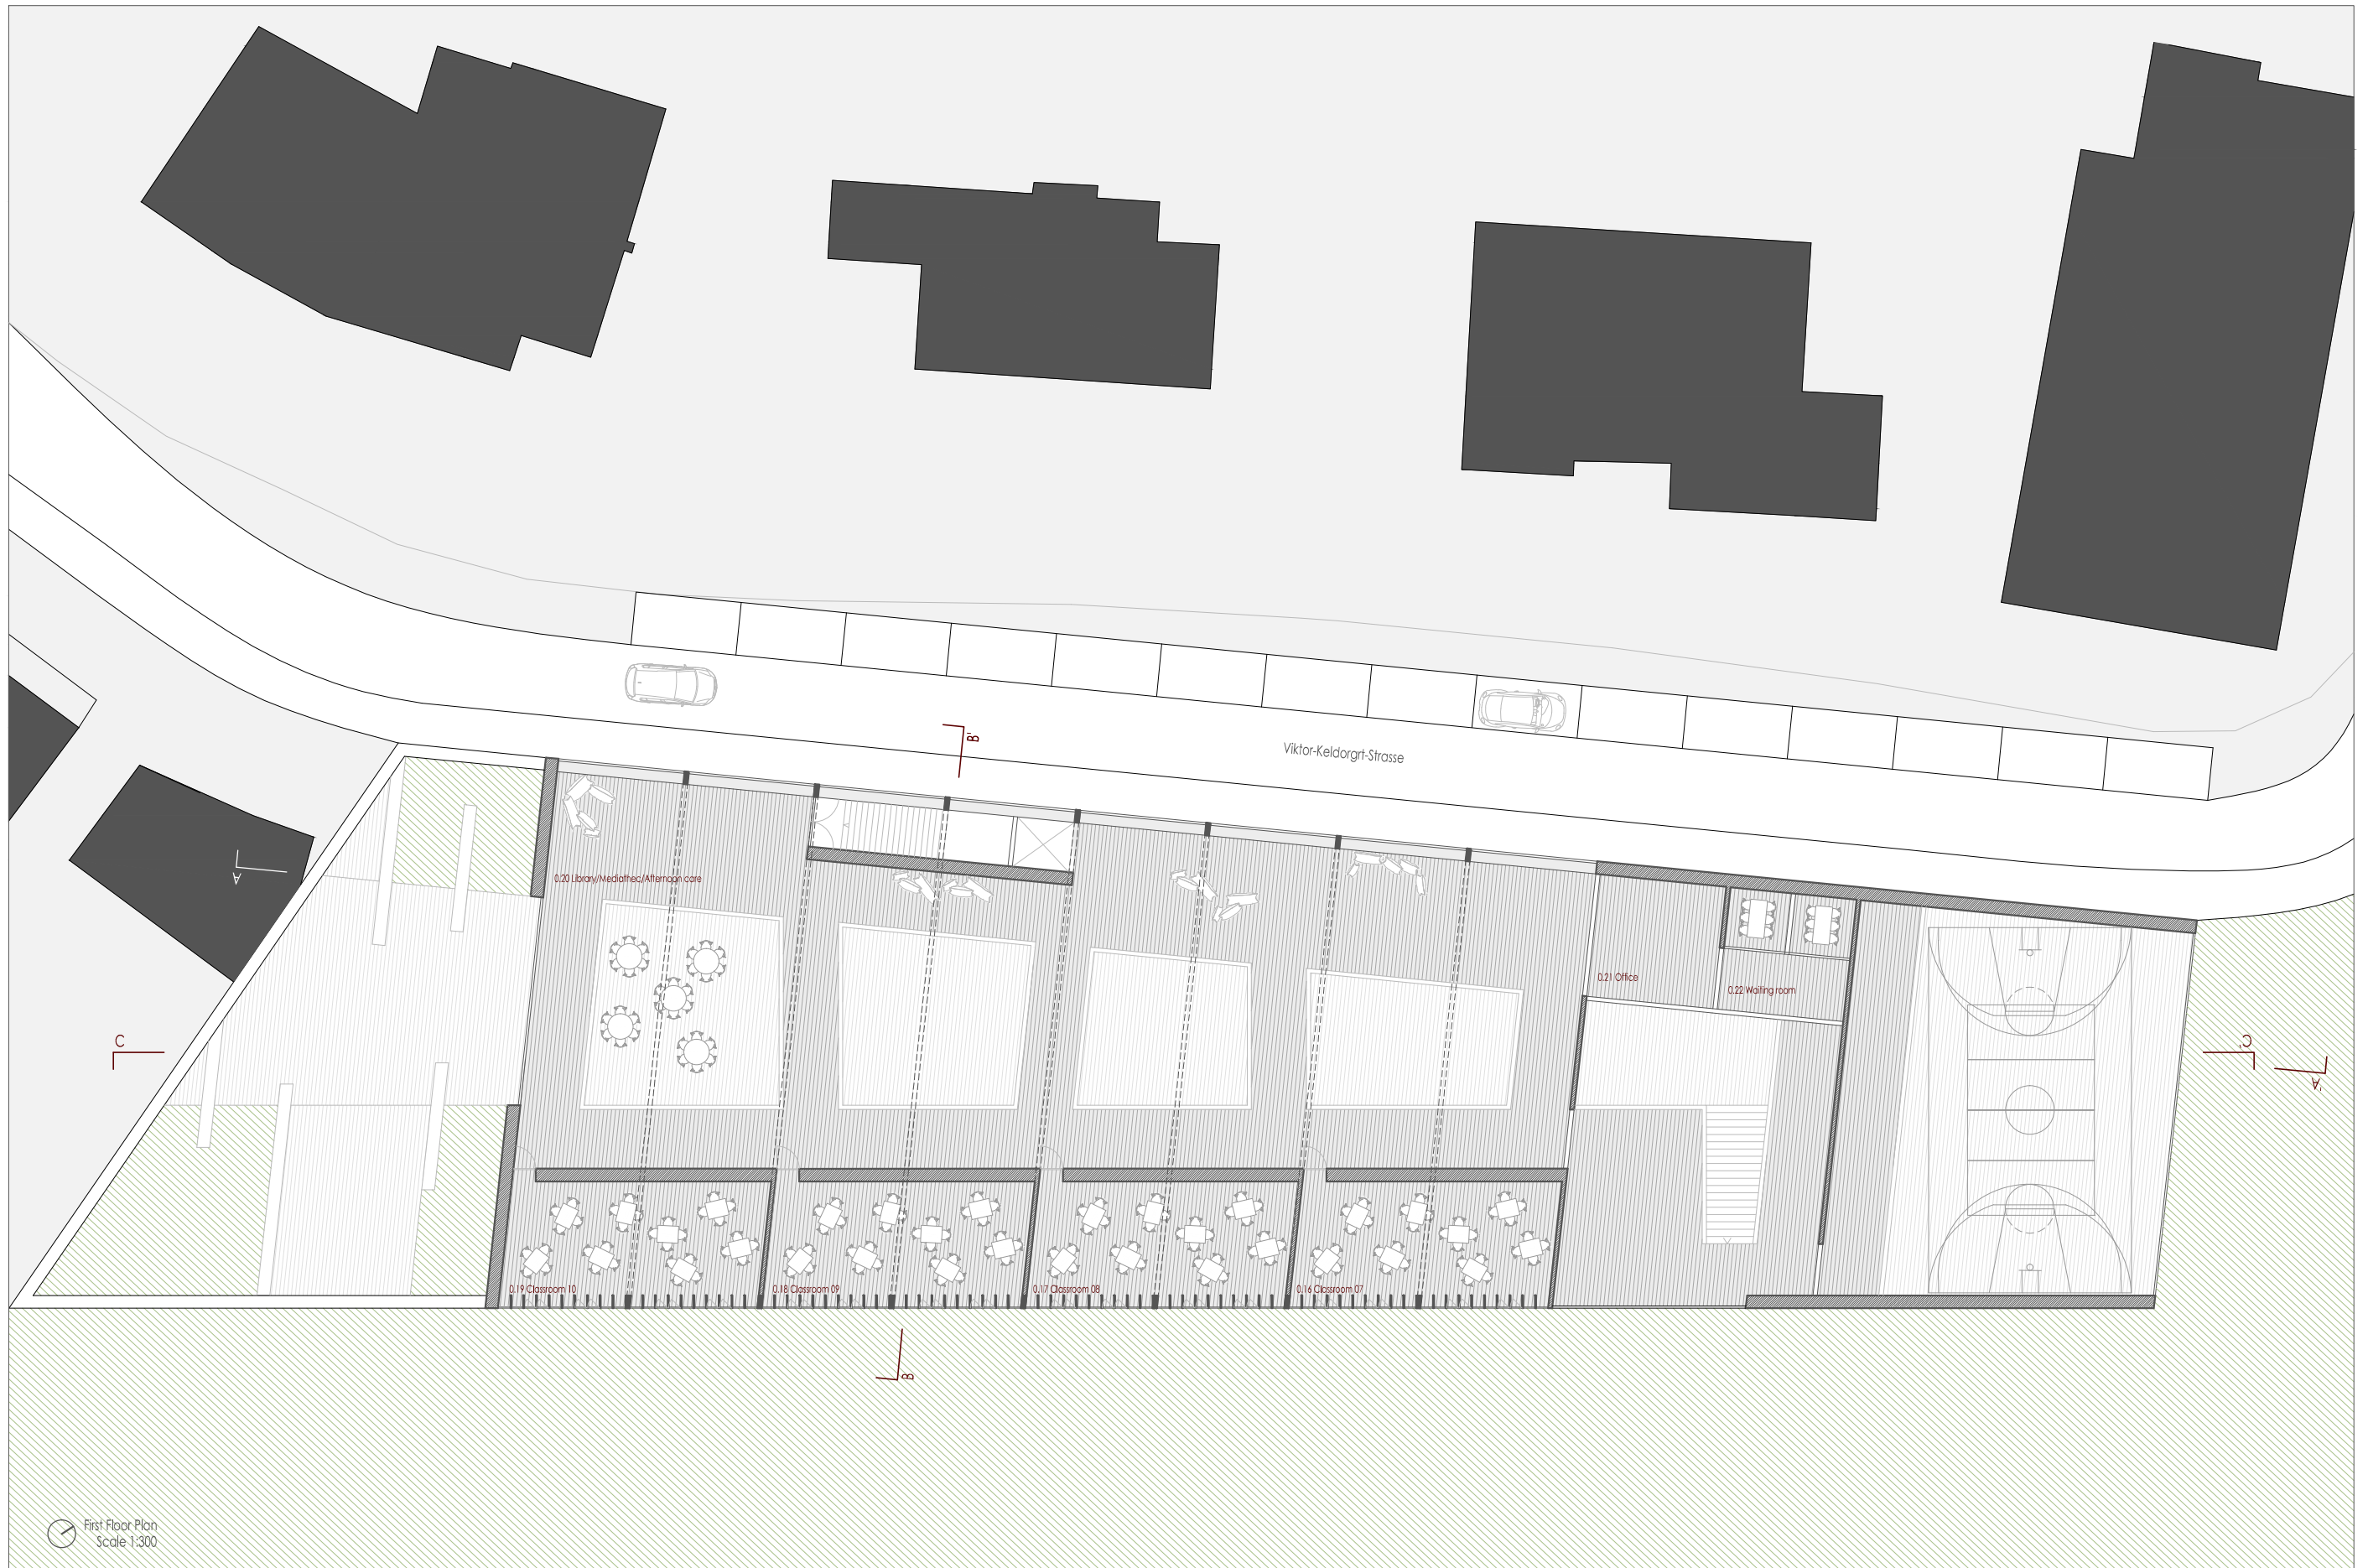 B'
Viktor-Keldorgrt-Strasse
A
0.20 Library/Mediathec/Afternoon care
0.21 Office
0.22 Waiting room
C
C'
A'
0.19 Classroom 10
0.18 Classroom 09
0.17 Classroom 08
0.16 Classroom 07
B
First Floor Plan
Scale 1:300